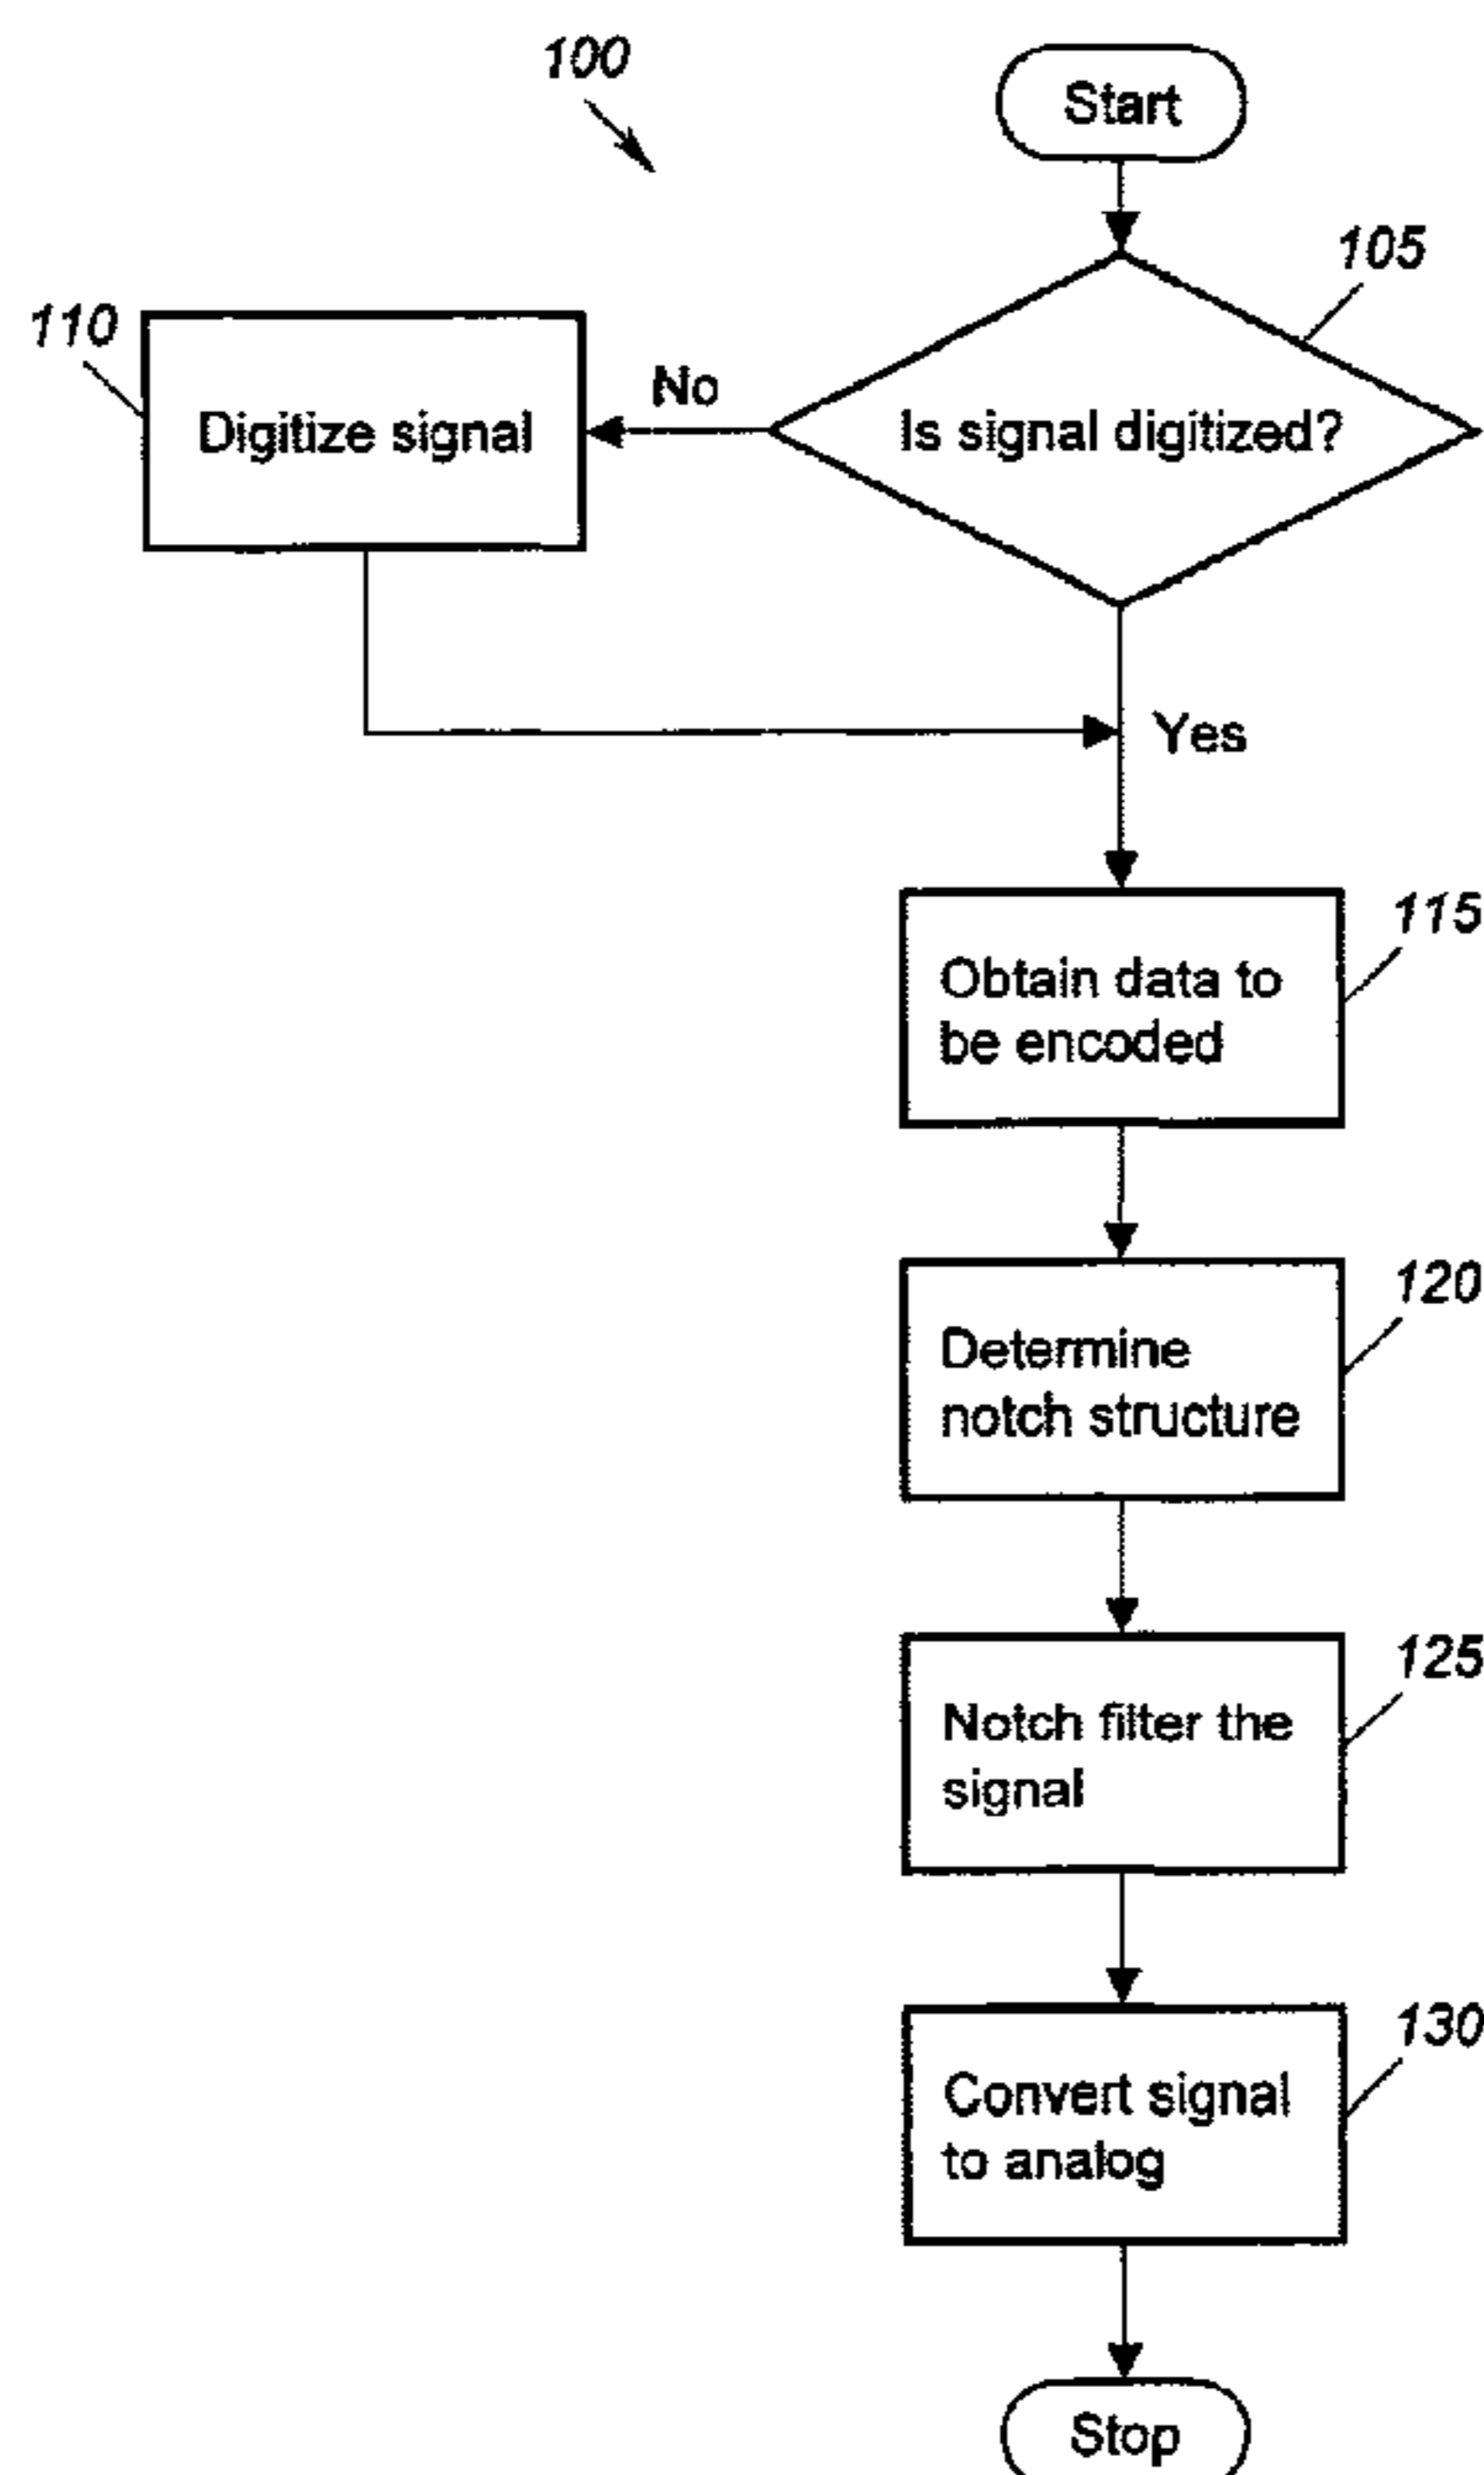 100
Start
105
110
Digitize signal
No
Is signal digitized?
Yes
115
Obtain data to
be encoded
120
Determine
notch structure
125
Notch filter the
signal
130
Convert signal
to analog
Stop